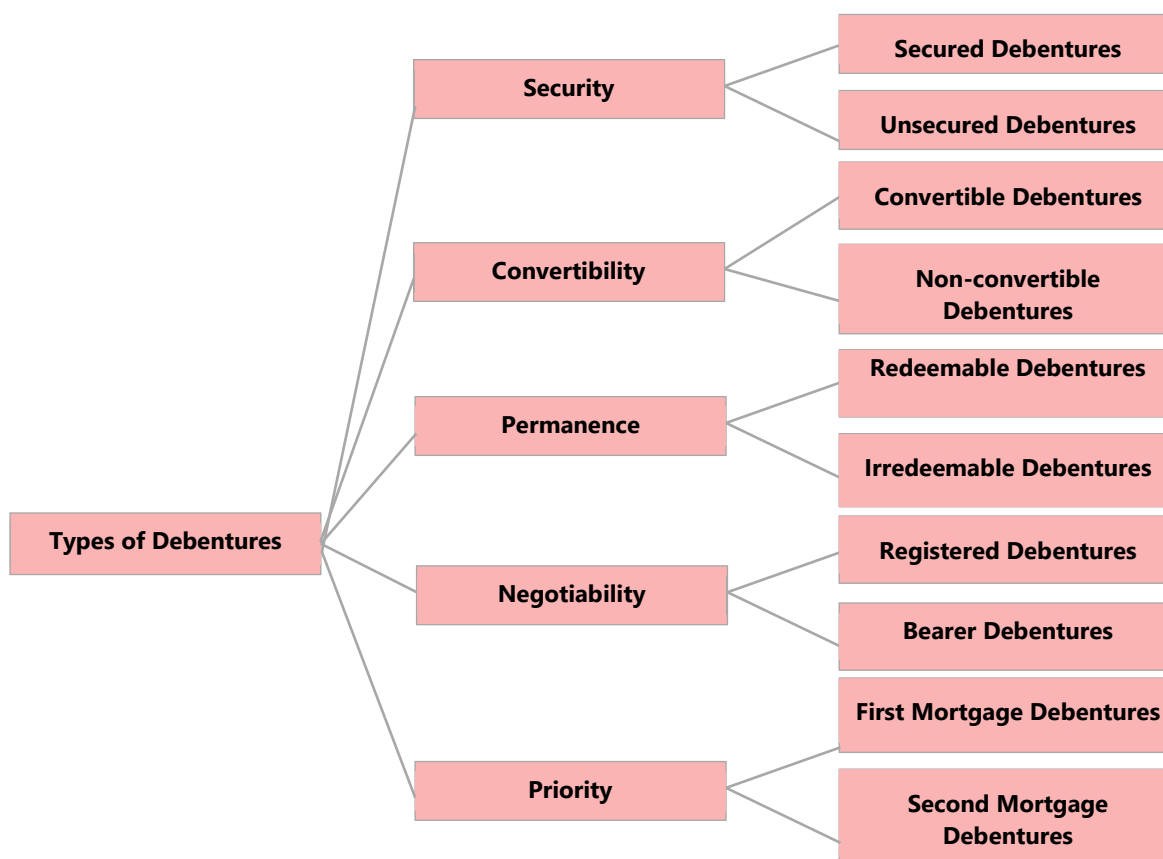 Types of Debentures
Security
Secured Debentures
Unsecured Debentures
Convertibility
Convertible Debentures
Non-convertible
Debentures
Permanence
Redeemable Debentures
Irredeemable Debentures
Negotiability
Registered Debentures
Bearer Debentures
Priority
First Mortgage Debentures
Second Mortgage
Debentures